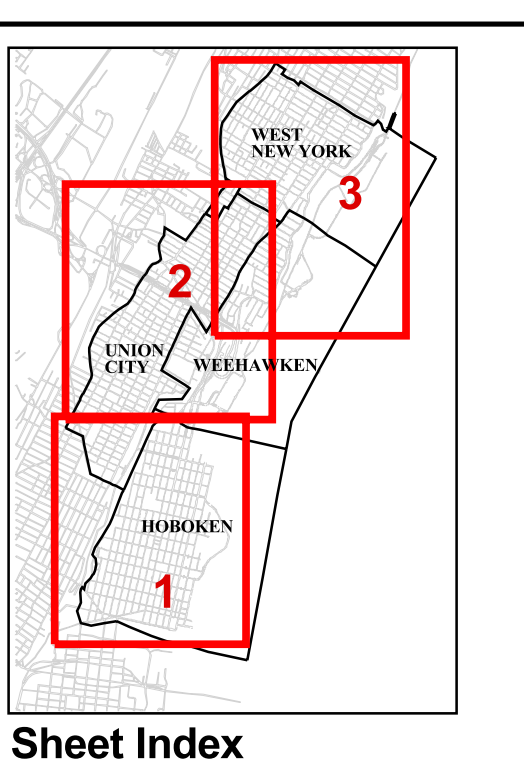 WEST
NEW YORK
3
2
UNION
CITY
WEEHAWKEN
HOBOKEN
1
Sheet Index